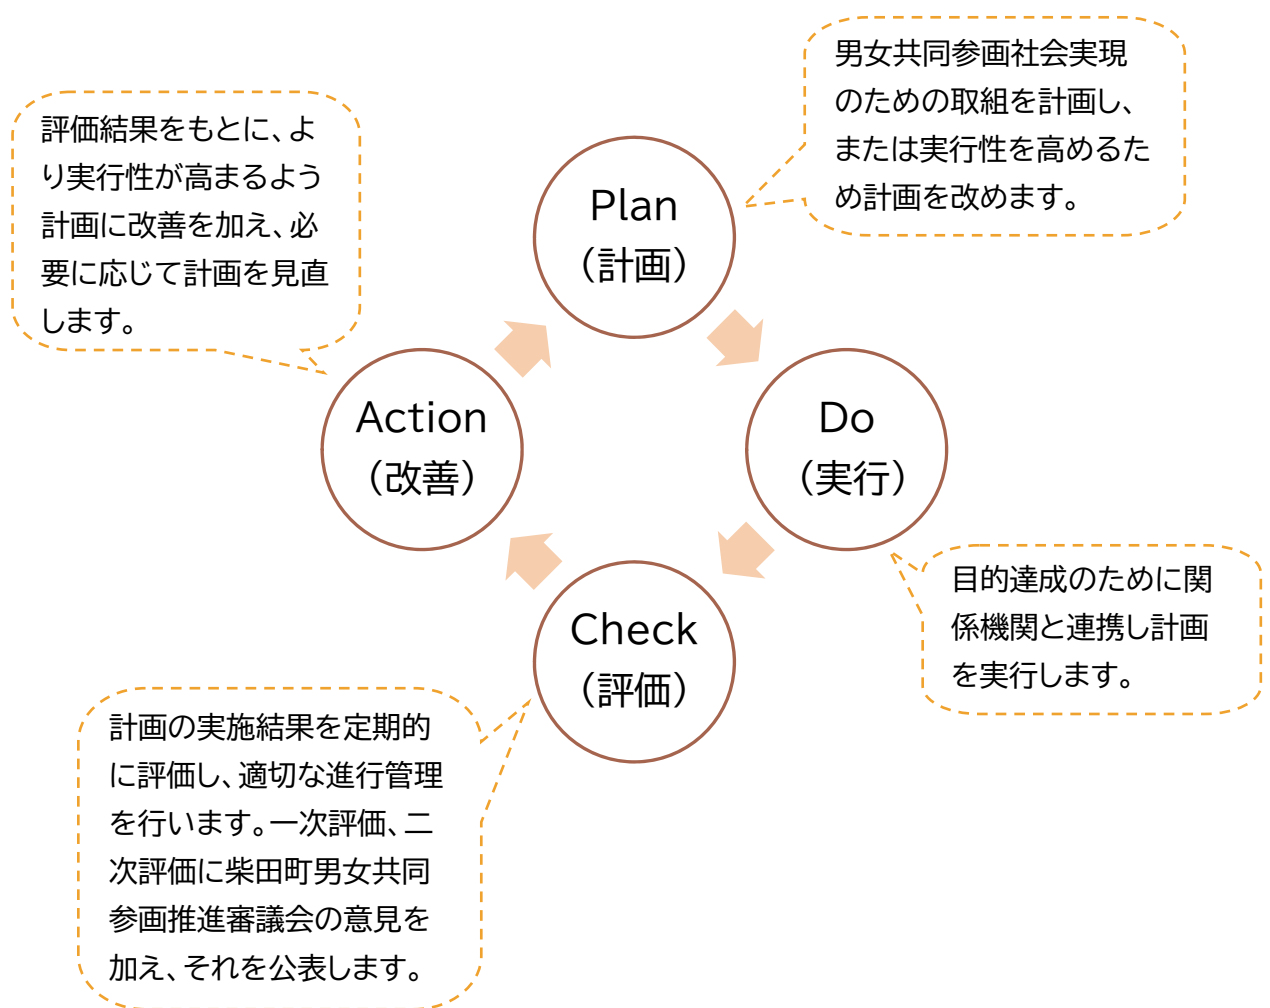 男女共同参画社会実現
のための取組を計画し、
または実行性を高めるた
め計画を改めます。
評価結果をもとに、よ
り実行性が高まるよう
計画に改善を加え、必
要に応じて計画を見直
します。
Plan
（計画）
Action
（改善）
Do
（実行）
目的達成のために関
係機関と連携し計画
を実行します。
Check
（評価）
計画の実施結果を定期的
に評価し、適切な進行管理
を行います。一次評価、二
次評価に柴田町男女共同
参画推進審議会の意見を
加え、それを公表します。